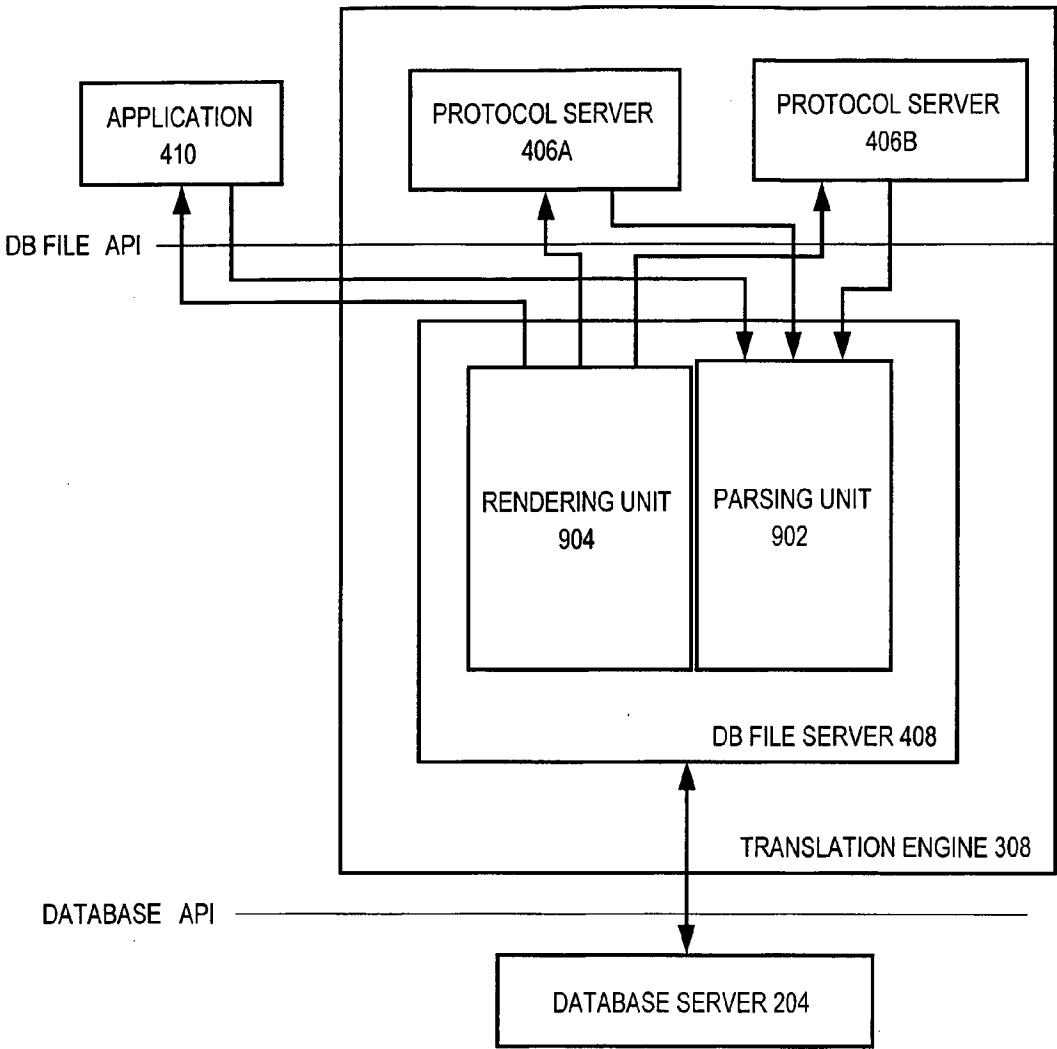 APPLICATION
410
PROTOCOL SERVER
406A
PROTOCOL SERVER
406B
DB FILE API
RENDERING UNIT
904
PARSING UNIT
902
DB FILE SERVER 408
TRANSLATION ENGINE 308
DATABASE API
DATABASE SERVER 204